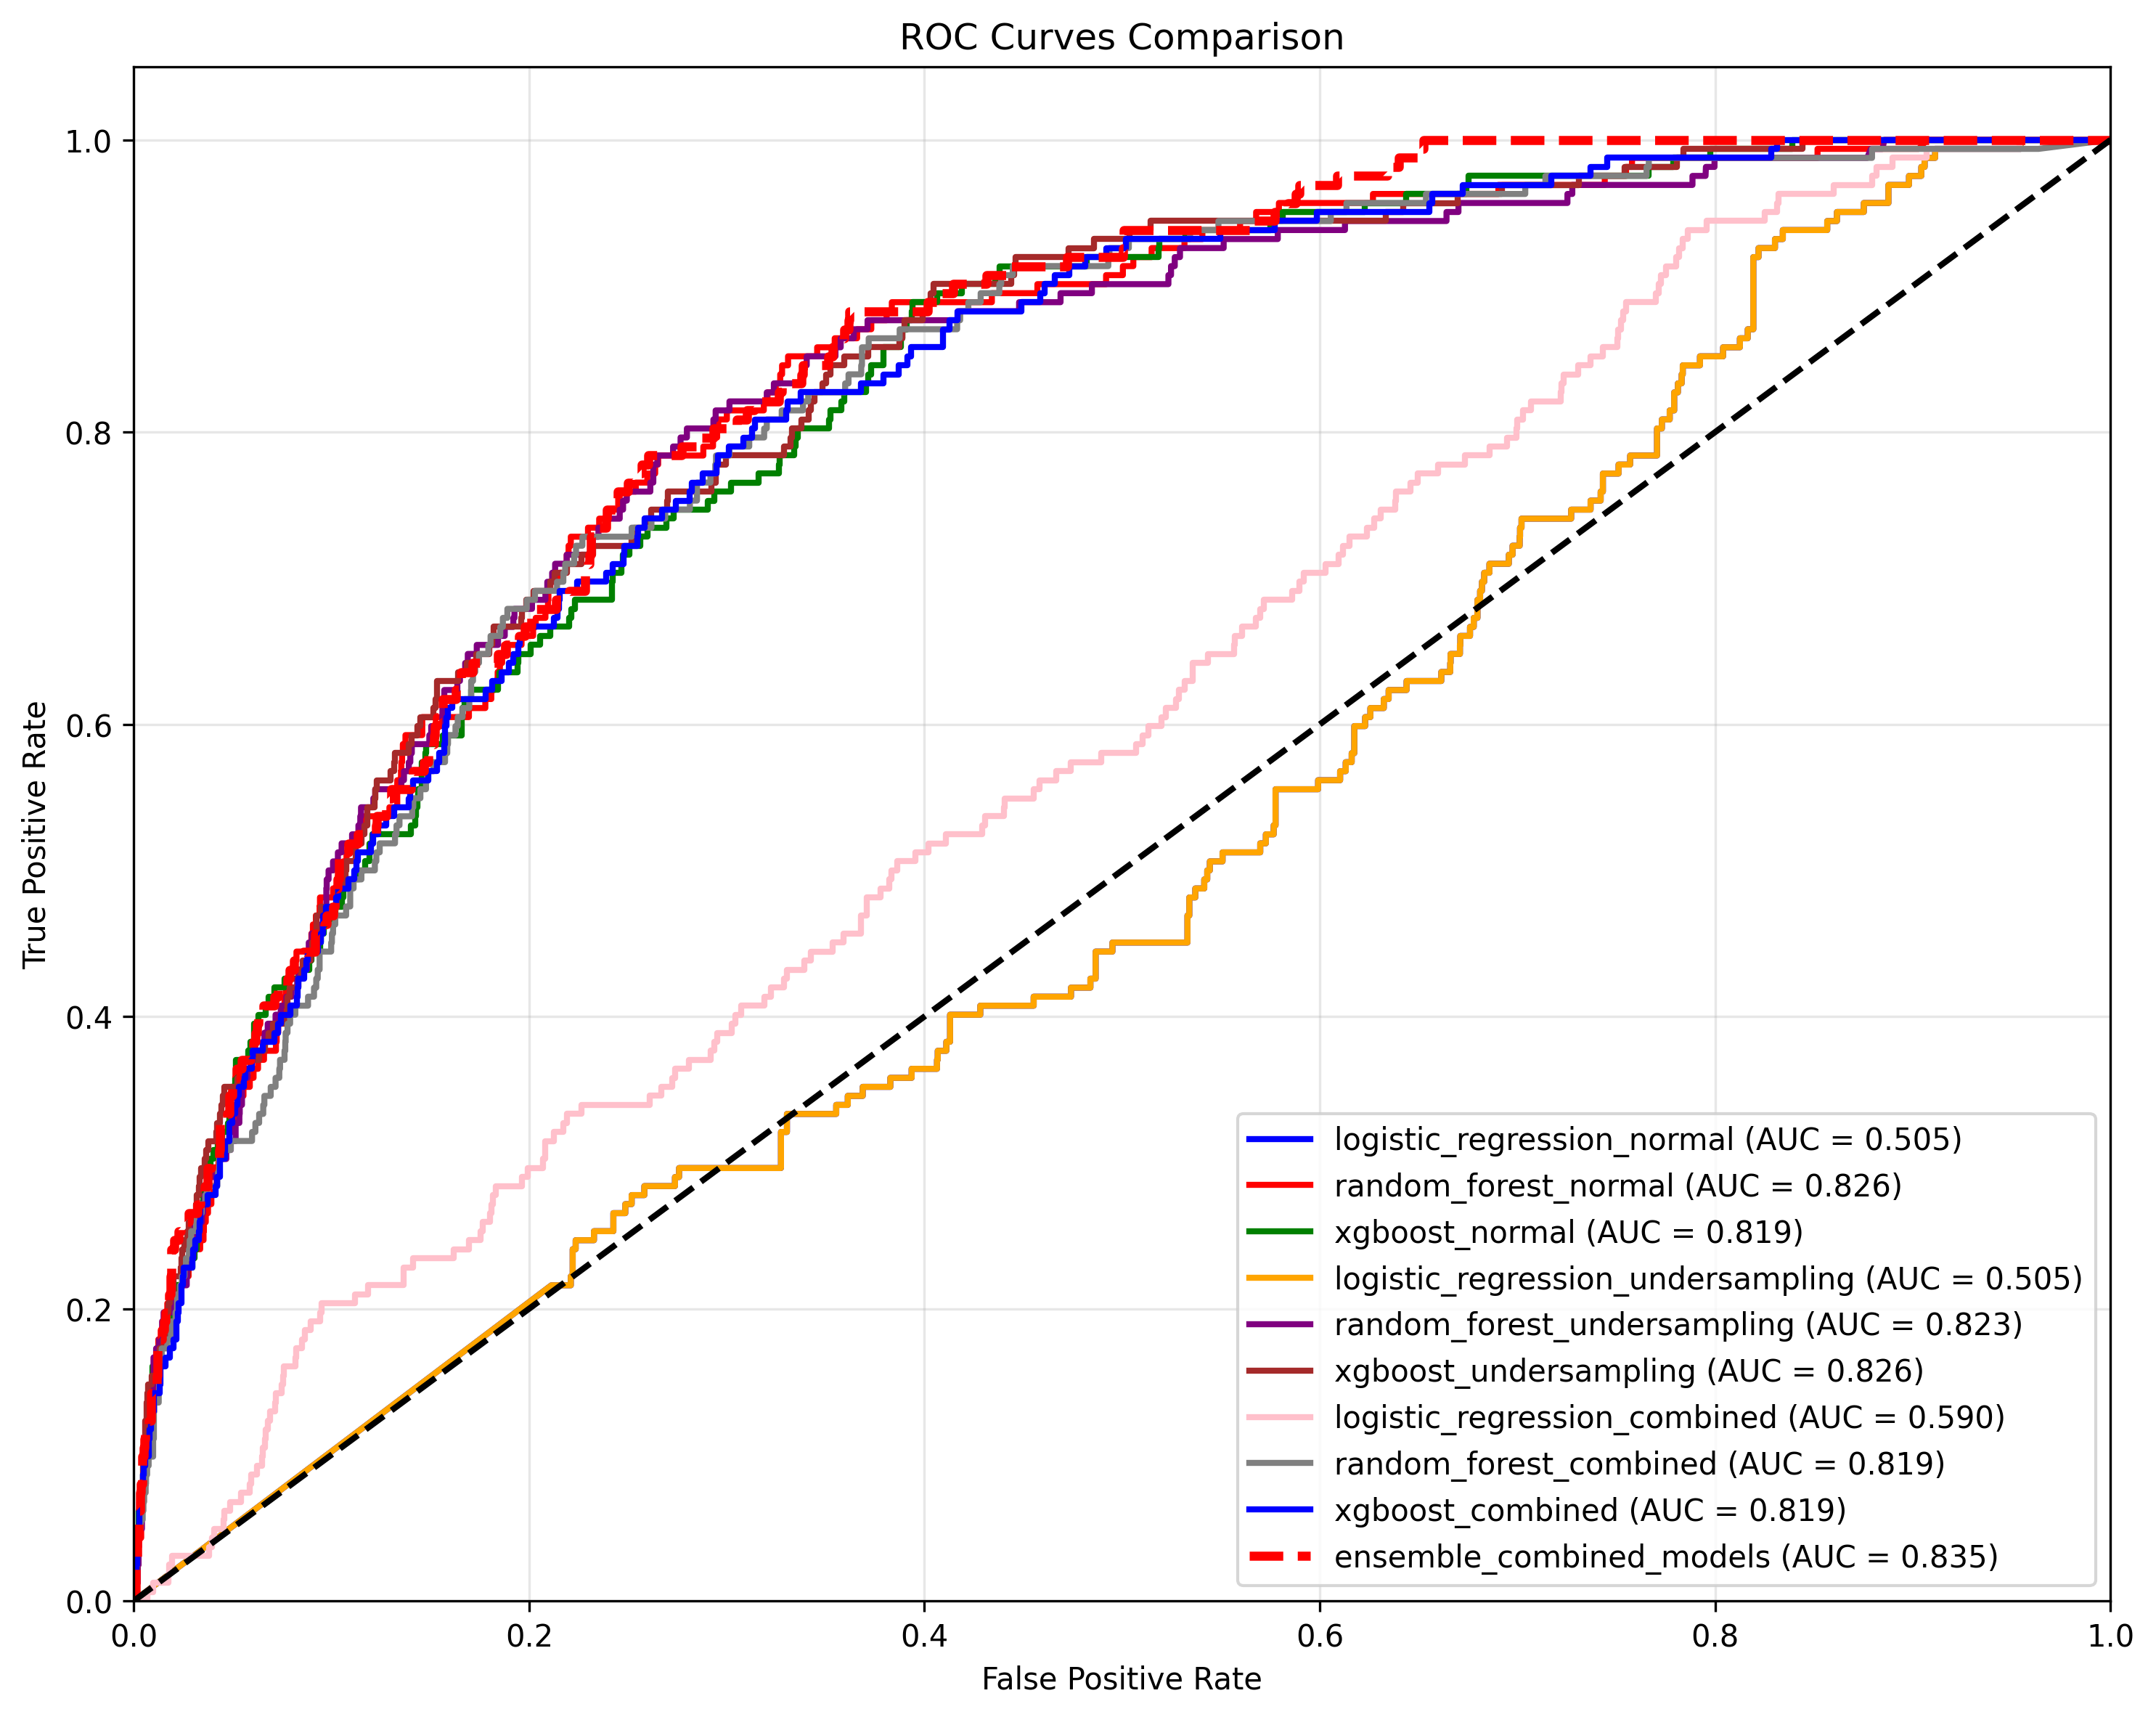 ROC Curves Comparison
1.0
0.8
0.6
0.4
0.2
0.0
True Positive Rate
0.0 0.2 0.4 0.6 0.8 1.0
False Positive Rate
logistic_regression_normal (AUC = 0.505)
random_forest_normal (AUC = 0.826)
xgboost_normal (AUC = 0.819)
logistic_regression_undersampling (AUC = 0.505)
random_forest_undersampling (AUC = 0.823)
xgboost_undersampling (AUC = 0.826)
logistic_regression_combined (AUC = 0.590)
random_forest_combined (AUC = 0.819)
xgboost_combined (AUC = 0.819)
ensemble_combined_models (AUC = 0.835)